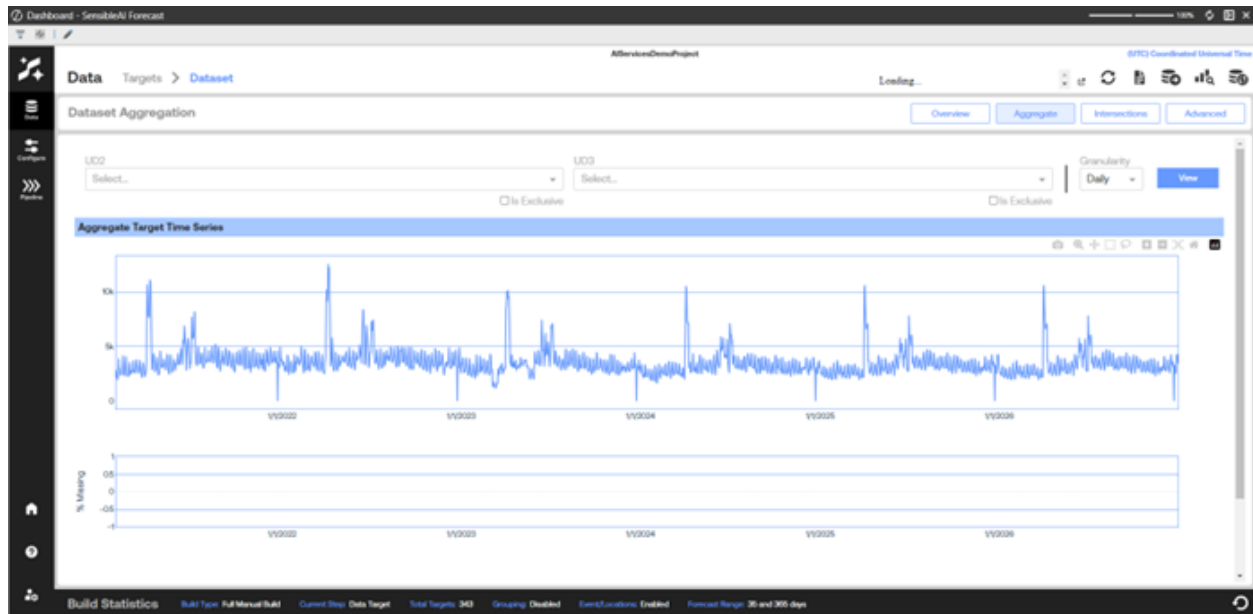 Dashboard - SensibleAI Forecast
100%
AIServicesDemoProject
(UTC) Coordinated Universal Time
Data Targets > Dataset
Loading...
Data
Dataset Aggregation
Overview Aggregate Intersections Advanced
Configure
UD2 UD3 Granularity
Select... Select... Daily View
Pipeline
Is Exclusive Is Exclusive
Aggregate Target Time Series
10k
5k
0
1/1/2022 1/1/2023 1/1/2024 1/1/2025 1/1/2026
% Missing
1
0.5
0
-0.5
-1
1/1/2022 1/1/2023 1/1/2024 1/1/2025 1/1/2026
Build Statistics Build Type: Full Manual Build Current Step: Data Target Total Targets: 343 Grouping: Disabled Event/Locations: Enabled Forecast Range: 35 and 365 days